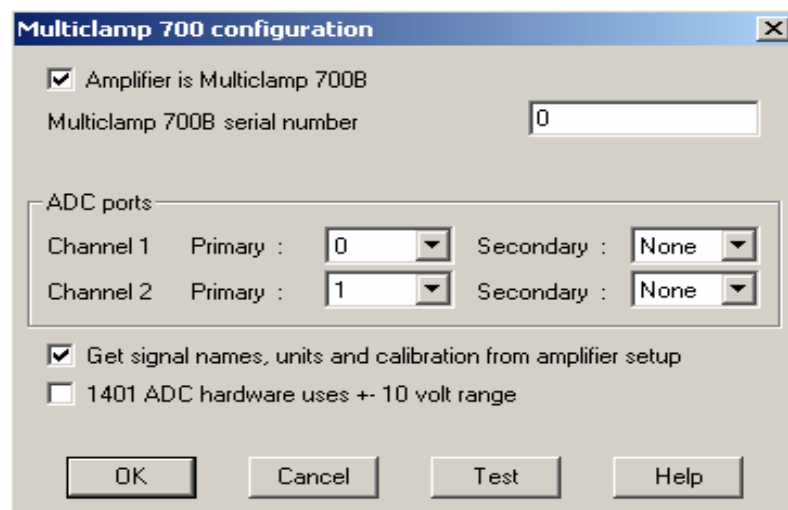 Multiclamp 700 configuration
Amplifier is Multiclamp 700B
Multiclamp 700B serial number 0
ADC ports
Channel 1 Primary : 0 Secondary : None
Channel 2 Primary : 1 Secondary : None
Get signal names, units and calibration from amplifier setup
1401 ADC hardware uses +- 10 volt range
OK Cancel Test Help